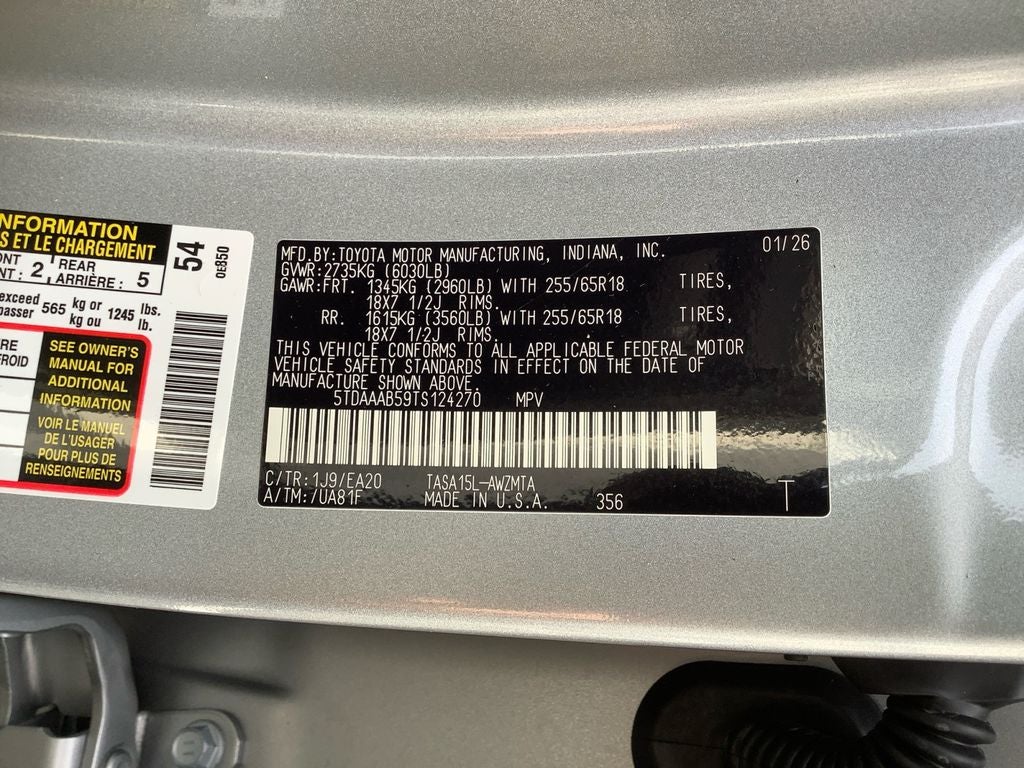 NFORMATION
S ET LE CHARGEMENT
NT : 2 REAR ARRIÈRE : 5
exceed 565 kg or 1245 lbs.
passer kg ou lb.
SEE OWNER'S
MANUAL FOR
ADDITIONAL
INFORMATION
VOIR LE MANUEL
DE L'USAGER
POUR PLUS DE
RENSEIGNEMENTS
54
0E850
MFD.BY:TOYOTA MOTOR MANUFACTURING, INDIANA, INC. 01/26
GVWR:2735KG (6030LB)
GAWR:FRT. 1345KG (2960LB) WITH 255/65R18 TIRES,
18X7 1/2J RIMS.
RR. 1615KG (3560LB) WITH 255/65R18 TIRES,
18X7 1/2J RIMS.
THIS VEHICLE CONFORMS TO ALL APPLICABLE FEDERAL MOTOR
VEHICLE SAFETY STANDARDS IN EFFECT ON THE DATE OF
MANUFACTURE SHOWN ABOVE.
5TDAAAB59TS124270 MPV
C/TR:1J9/EA20 TASA15L-AWZMTA
A/TM:/UA81F MADE IN U.S.A. 356 T